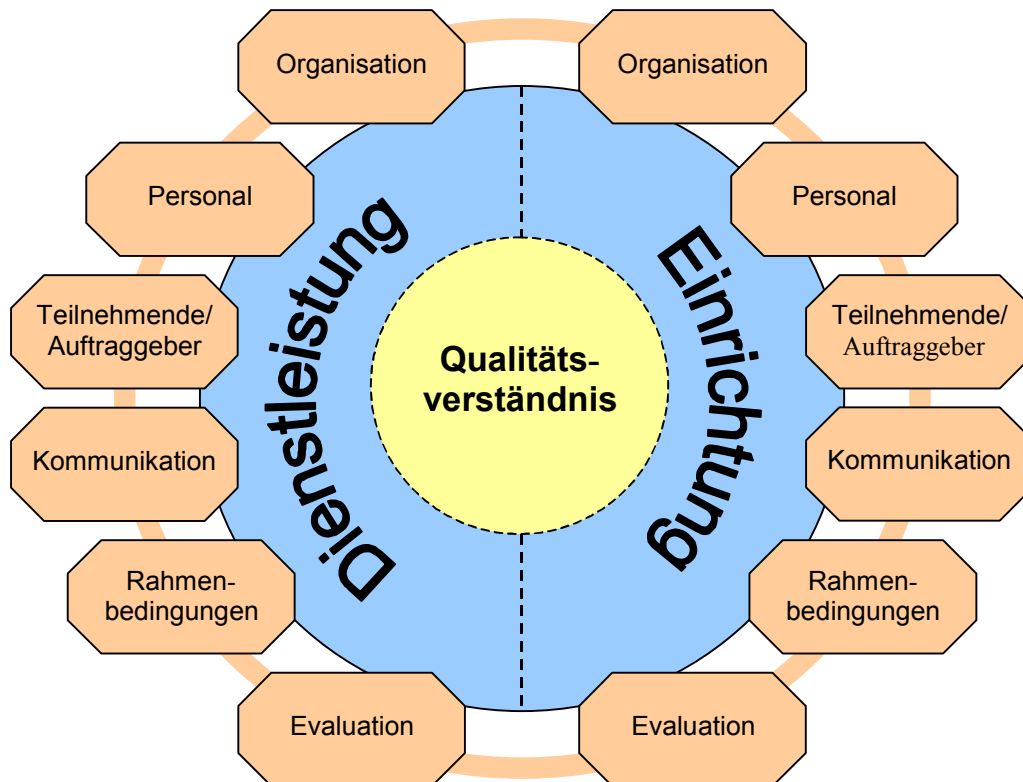 Organisation
Organisation
Personal
Personal
Teilnehmende/
Auftraggeber
Teilnehmende/
Auftraggeber
Dienstleistung
Qualitäts-
verständnis
Einrichtung
Kommunikation
Kommunikation
Rahmen-
bedingungen
Rahmen-
bedingungen
Evaluation
Evaluation